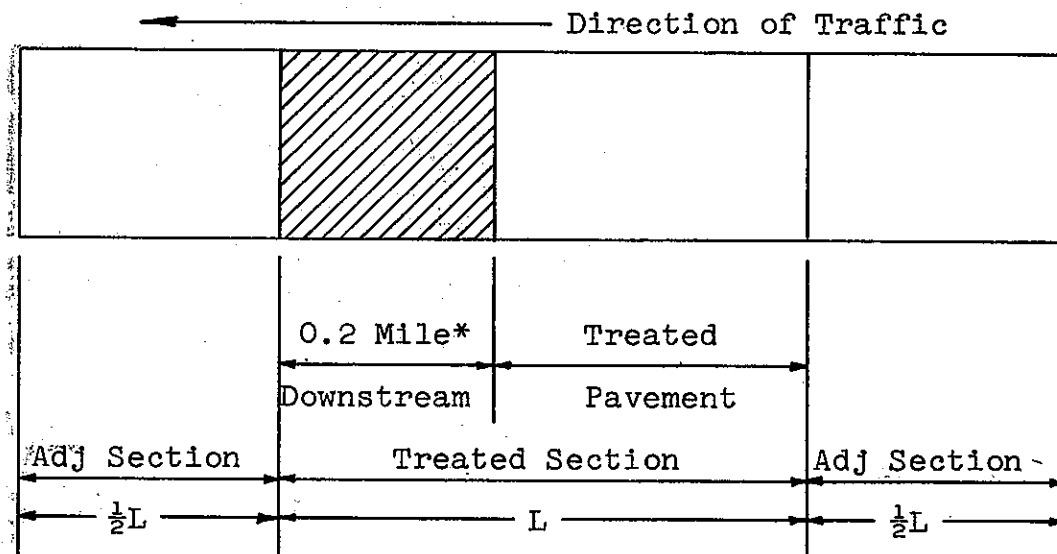 Direction of Traffic
0.2 Mile* Treated
Downstream Pavement
Adj Section Treated Section Adj Section
½L L ½L